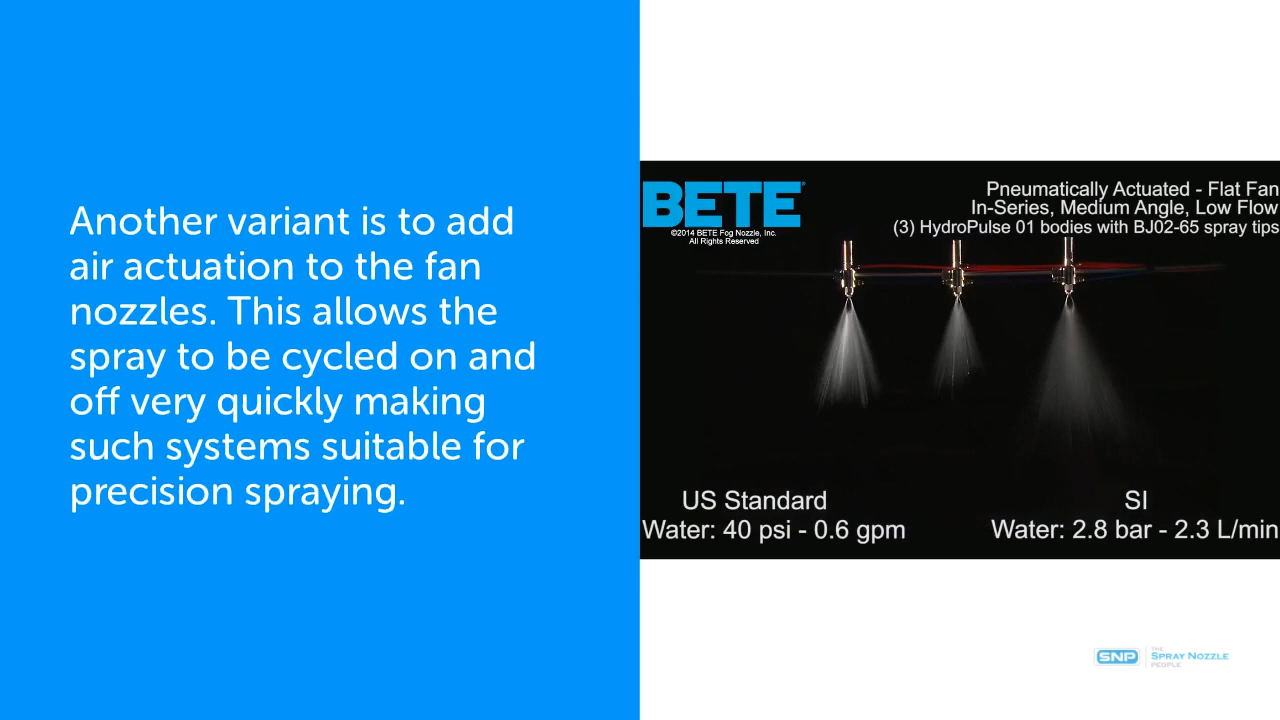 Another variant is to add
air actuation to the fan
nozzles. This allows the
spray to be cycled on and
off very quickly making
such systems suitable for
precision spraying.
BETE®
©2014 BETE Fog Nozzle, Inc.
All Rights Reserved
Pneumatically Actuated - Flat Fan
In-Series, Medium Angle, Low Flow
(3) HydroPulse 01 bodies with BJ02-65 spray tips
US Standard
Water: 40 psi - 0.6 gpm
SI
Water: 2.8 bar - 2.3 L/min
SNP
THE
SPRAY NOZZLE
PEOPLE